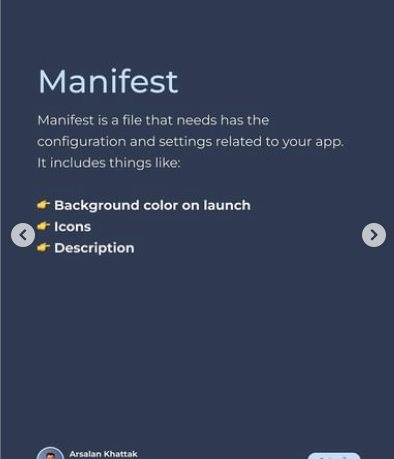 Manifest
Manifest is a file that needs has the
configuration and settings related to your app.
It includes things like:
👉 Background color on launch
👉 Icons
👉 Description
Arsalan Khattak